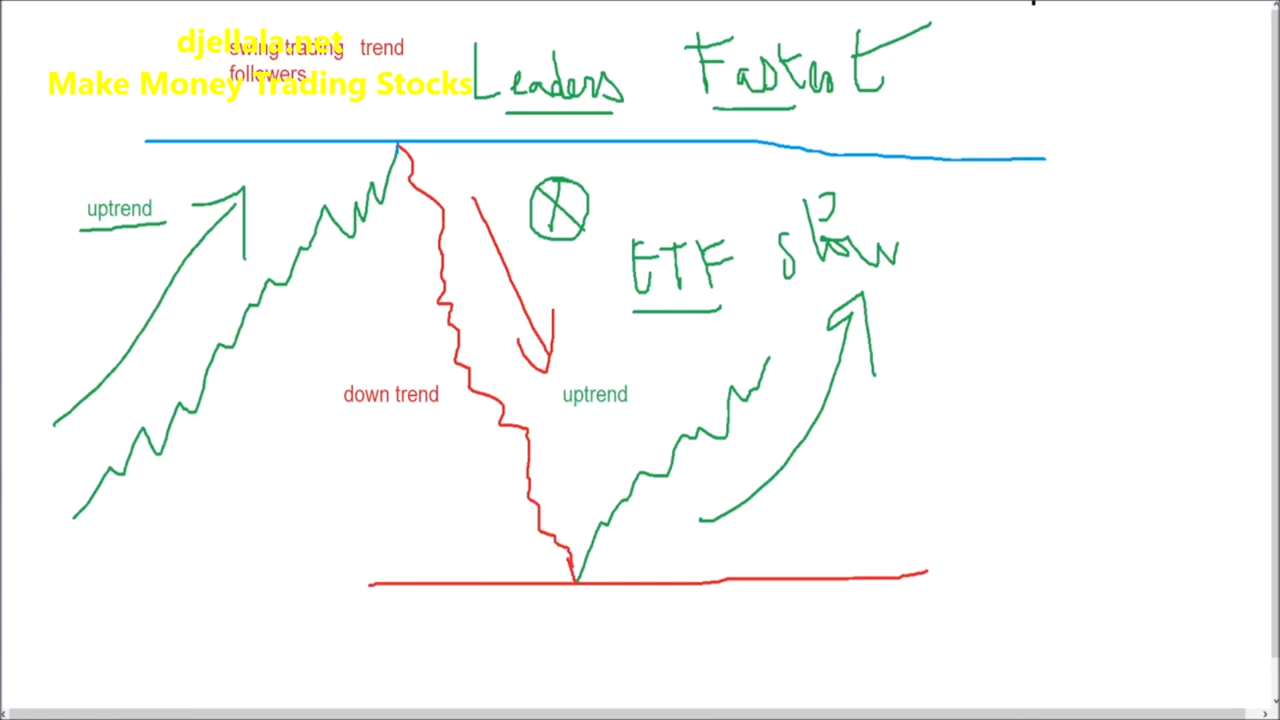 djellala.net
Make Money Trading Stocks
swing trading trend
followers
Leaders Fastest
uptrend
ETF slow
down trend
uptrend